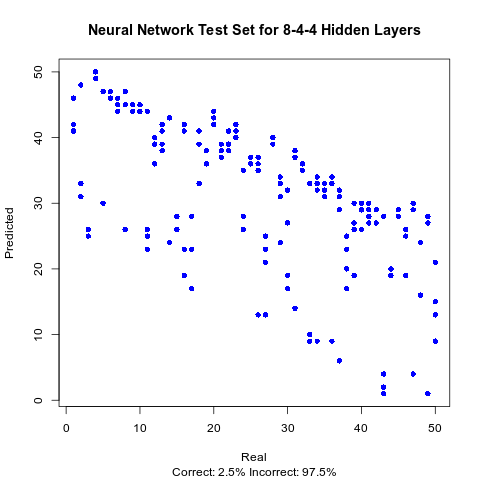 Neural Network Test Set for 8-4-4 Hidden Layers
50
40
30
20
10
0
Predicted
0 10 20 30 40 50
Real
Correct: 2.5% Incorrect: 97.5%